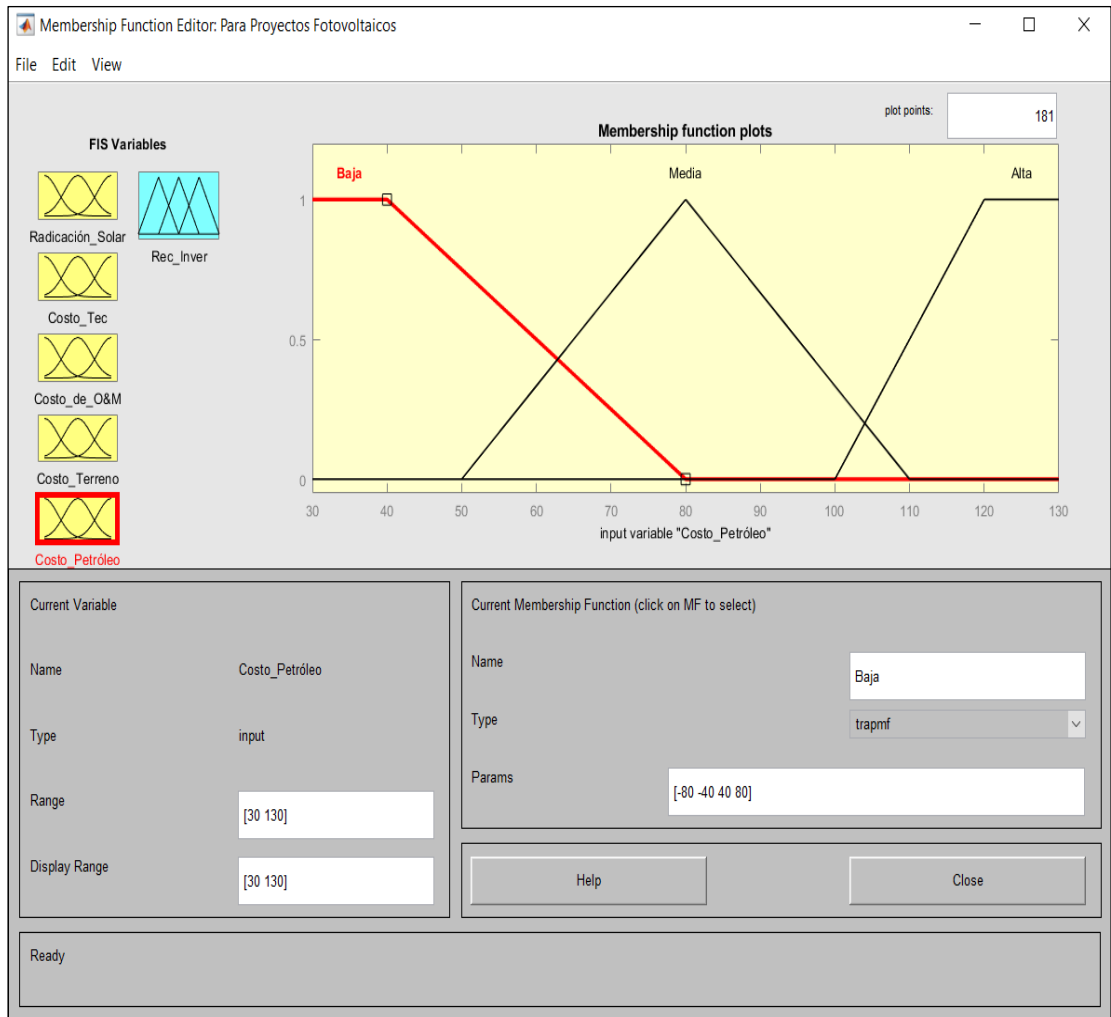 Membership Function Editor: Para Proyectos Fotovoltaicos
File Edit View
plot points: 181
FIS Variables
Membership function plots
Radicación_Solar
Rec_Inver
Costo_Tec
Costo_de_O&M
Costo_Terreno
Costo_Petróleo
Baja Media Alta
1
0.5
0
30 40 50 60 70 80 90 100 110 120 130
input variable "Costo_Petróleo"
Current Variable
Name Costo_Petróleo
Type input
Range [30 130]
Display Range [30 130]
Current Membership Function (click on MF to select)
Name Baja
Type trapmf
Params [-80 -40 40 80]
Help Close
Ready